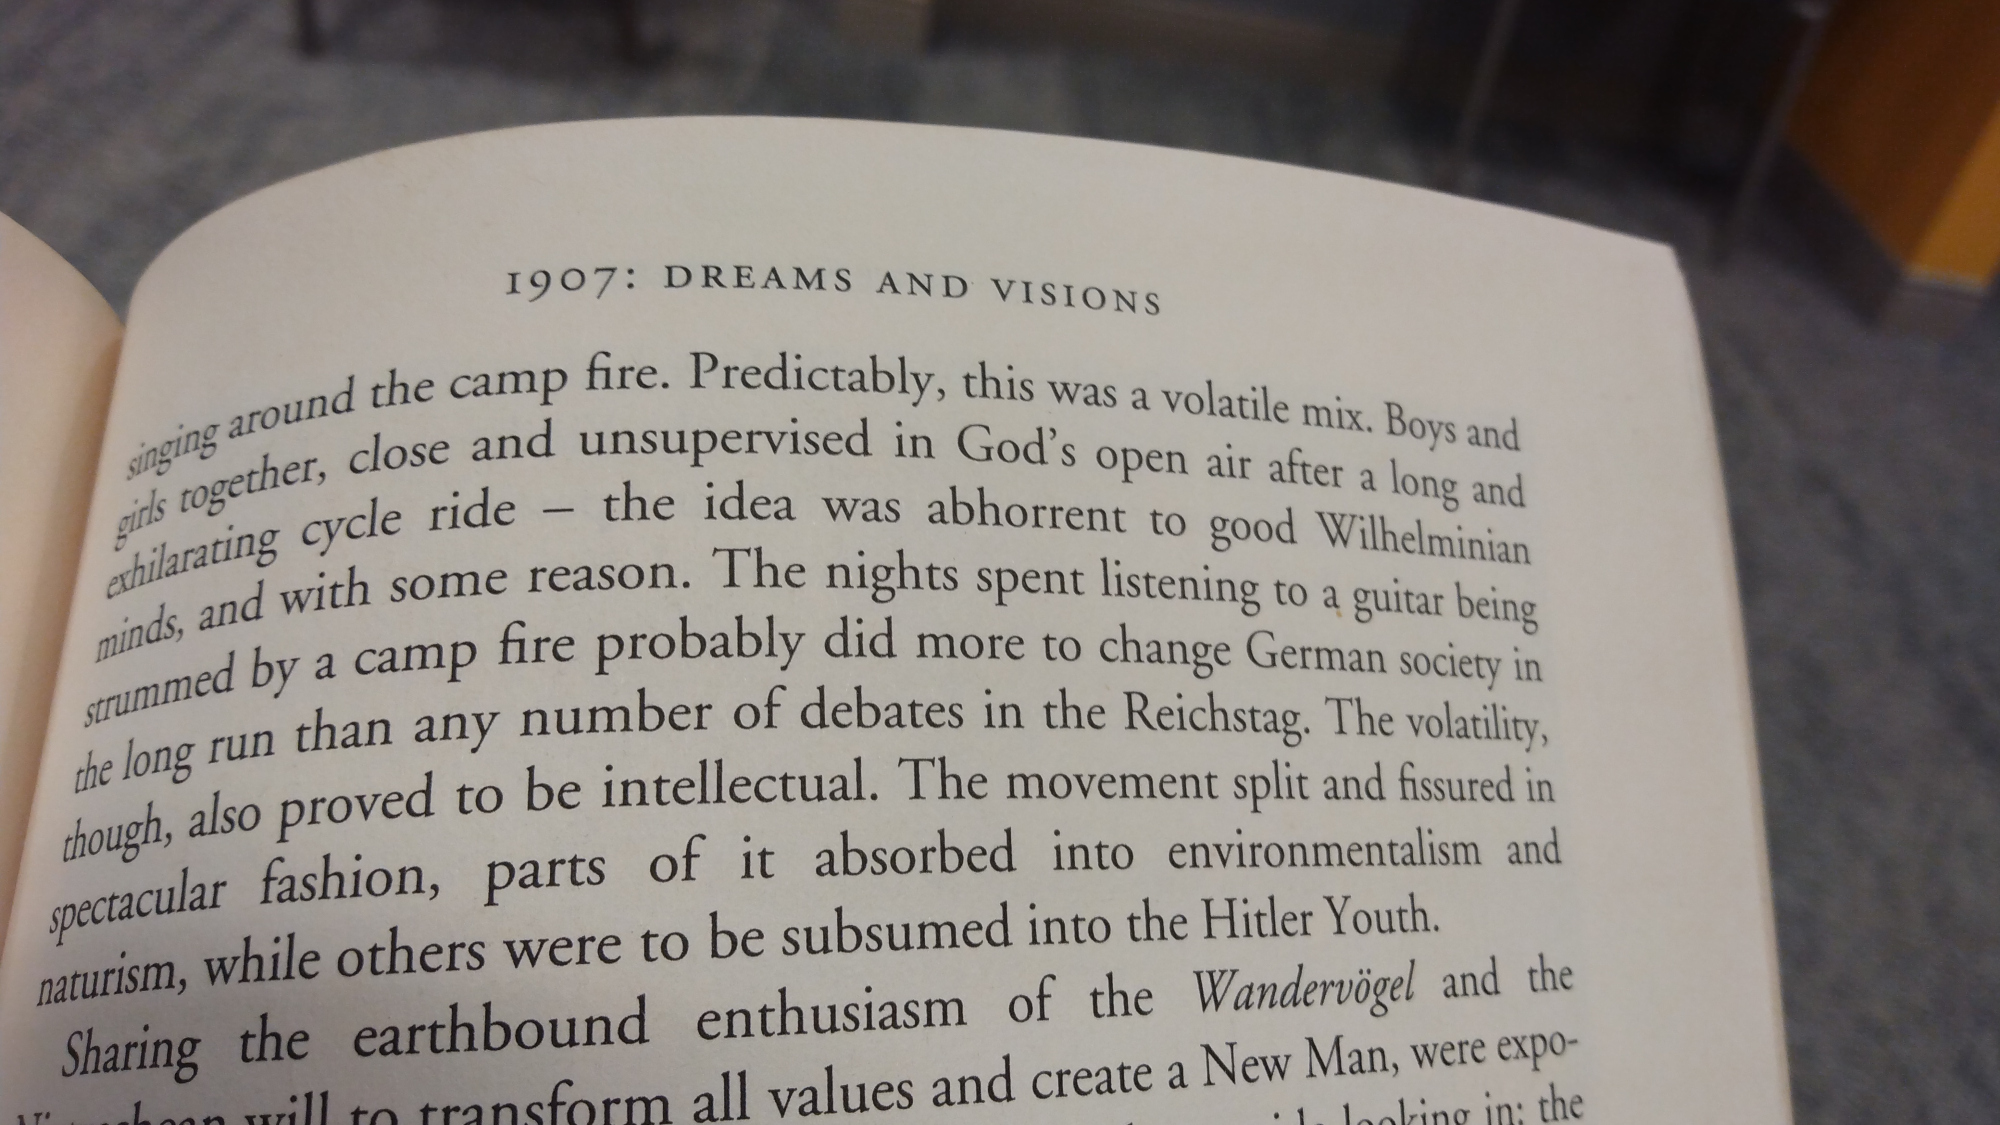 1907: DREAMS AND VISIONS
singing around the camp fire. Predictably, this was a volatile mix. Boys and
girls together, close and unsupervised in God's open air after a long and
exhilarating cycle ride – the idea was abhorrent to good Wilhelminian
minds, and with some reason. The nights spent listening to a guitar being
strummed by a camp fire probably did more to change German society in
the long run than any number of debates in the Reichstag. The volatility,
though, also proved to be intellectual. The movement split and fissured in
spectacular fashion, parts of it absorbed into environmentalism and
naturism, while others were to be subsumed into the Hitler Youth.
Sharing the earthbound enthusiasm of the Wandervögel and the
will to transform all values and create a New Man, were expo-
looking in: the